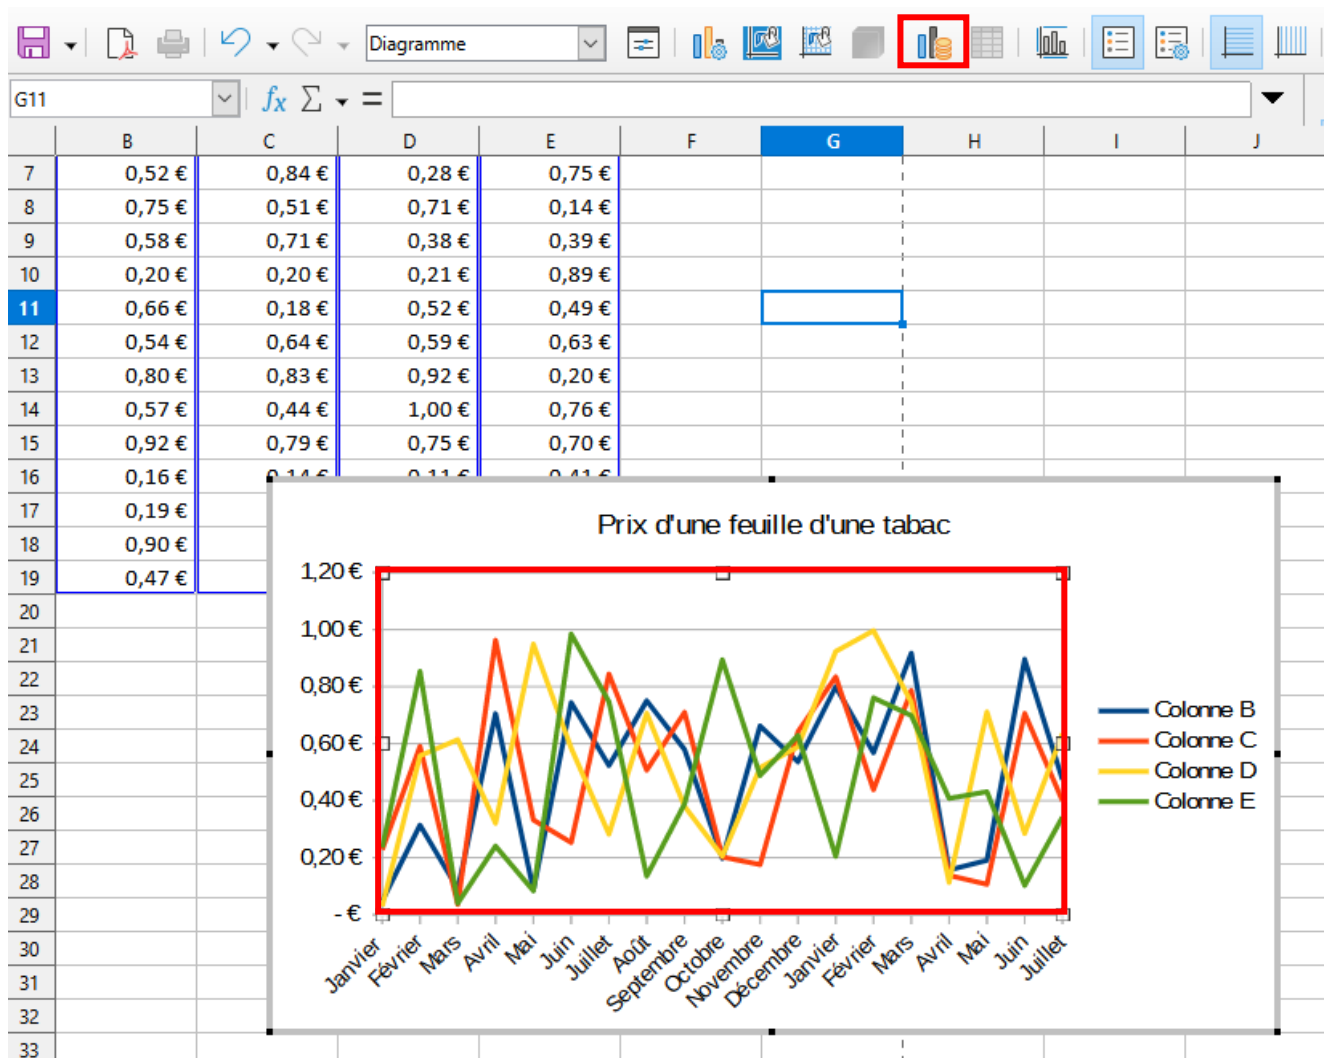 Diagramme
G11 fx Σ =
B C D E F G H I J
7 0,52 € 0,84 € 0,28 € 0,75 €
8 0,75 € 0,51 € 0,71 € 0,14 €
9 0,58 € 0,71 € 0,38 € 0,39 €
10 0,20 € 0,20 € 0,21 € 0,89 €
11 0,66 € 0,18 € 0,52 € 0,49 €
12 0,54 € 0,64 € 0,59 € 0,63 €
13 0,80 € 0,83 € 0,92 € 0,20 €
14 0,57 € 0,44 € 1,00 € 0,76 €
15 0,92 € 0,79 € 0,75 € 0,70 €
16 0,16 € 0,14 € 0,11 € 0,41 €
17 0,19 €
18 0,90 €
19 0,47 €
20
21
22
23
24
25
26
27
28
29
30
31
32
33
Prix d'une feuille d'une tabac
1,20 €
1,00 €
0,80 €
0,60 €
0,40 €
0,20 €
- €
Janvier Février Mars Avril Mai Juin Juillet Août Septembre Octobre Novembre Décembre Janvier Février Mars Avril Mai Juin Juillet
Colonne B
Colonne C
Colonne D
Colonne E